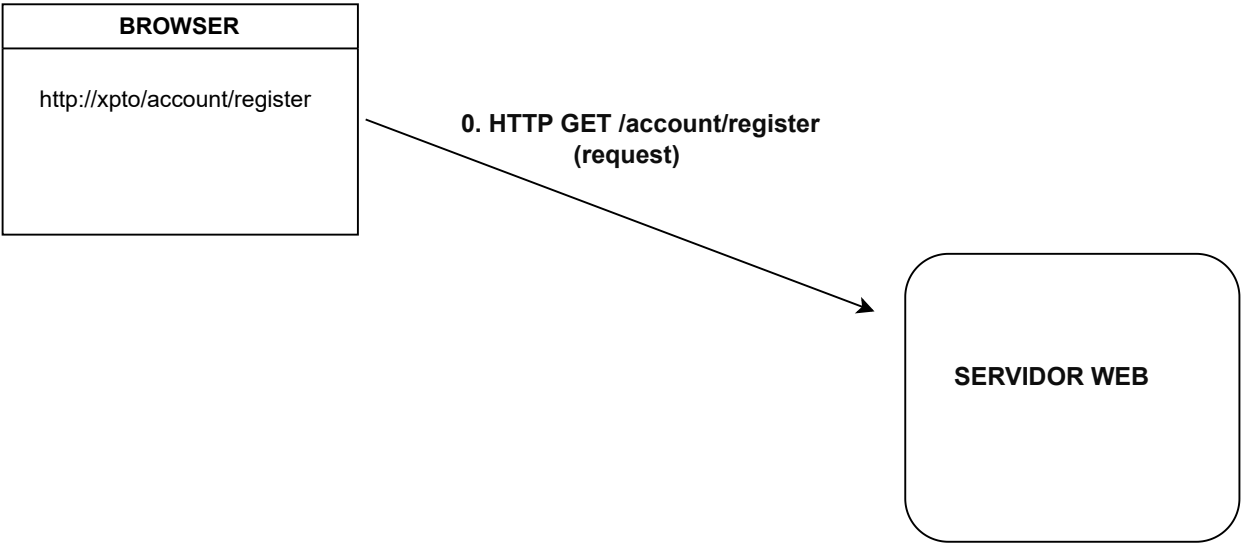 BROWSER
http://xpto/account/register
0. HTTP GET /account/register
(request)
SERVIDOR WEB